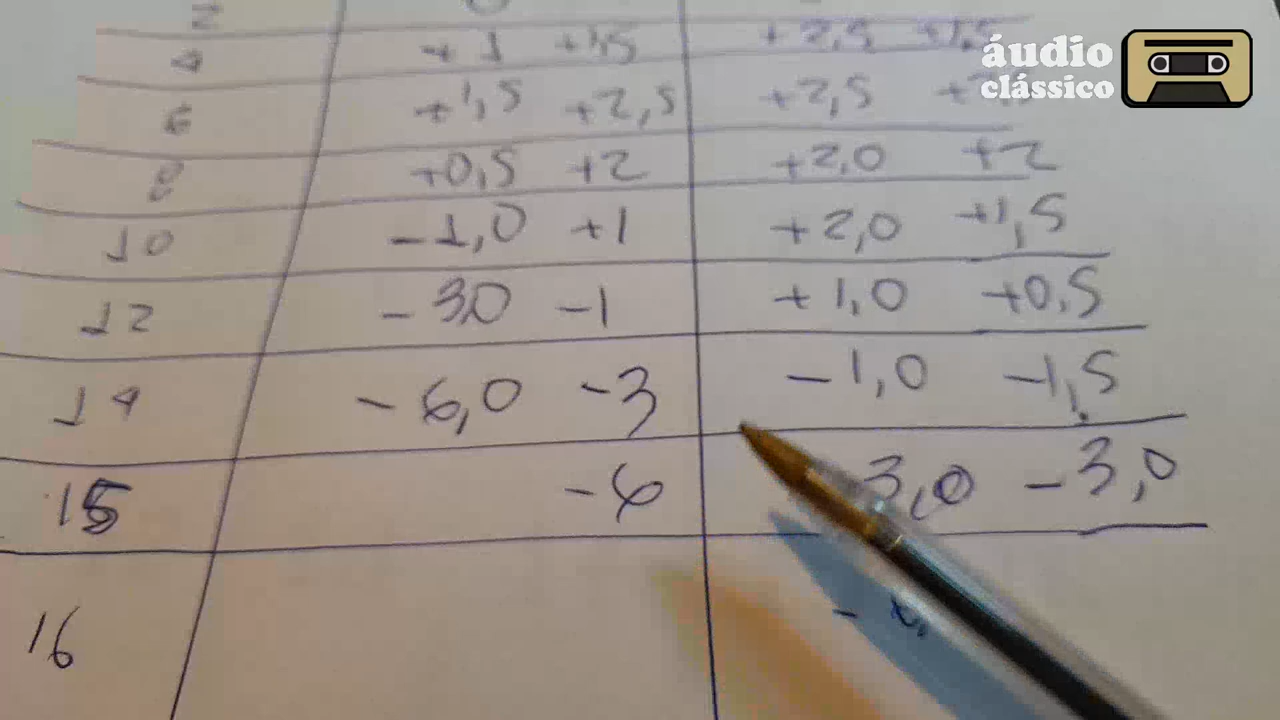 áudio
clássico
2
4 +1 +1,5 +2,5 +1,5
6 +1,5 +2,5 +2,5
8 +0,5 +2 +2,0 +2
10 -1,0 +1 +2,0 +1,5
12 -3,0 -1 +1,0 +0,5
14 -6,0 -3 -1,0 -1,5
15 -6 3,0 -3,0
16 -